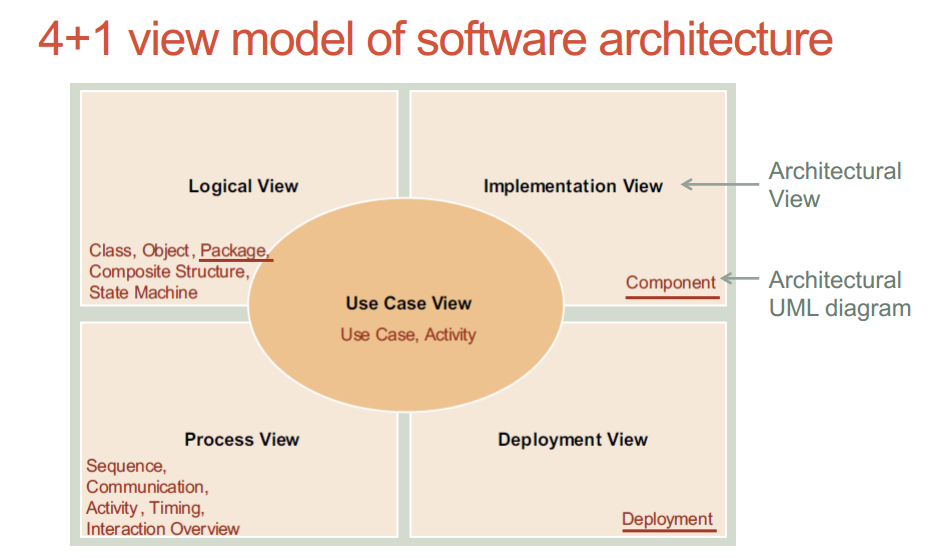 4+1 view model of software architecture
Logical View
Class, Object, Package,
Composite Structure,
State Machine
Implementation View
Component
Architectural
View
Architectural
UML diagram
Use Case View
Use Case, Activity
Process View
Sequence,
Communication,
Activity, Timing,
Interaction Overview
Deployment View
Deployment